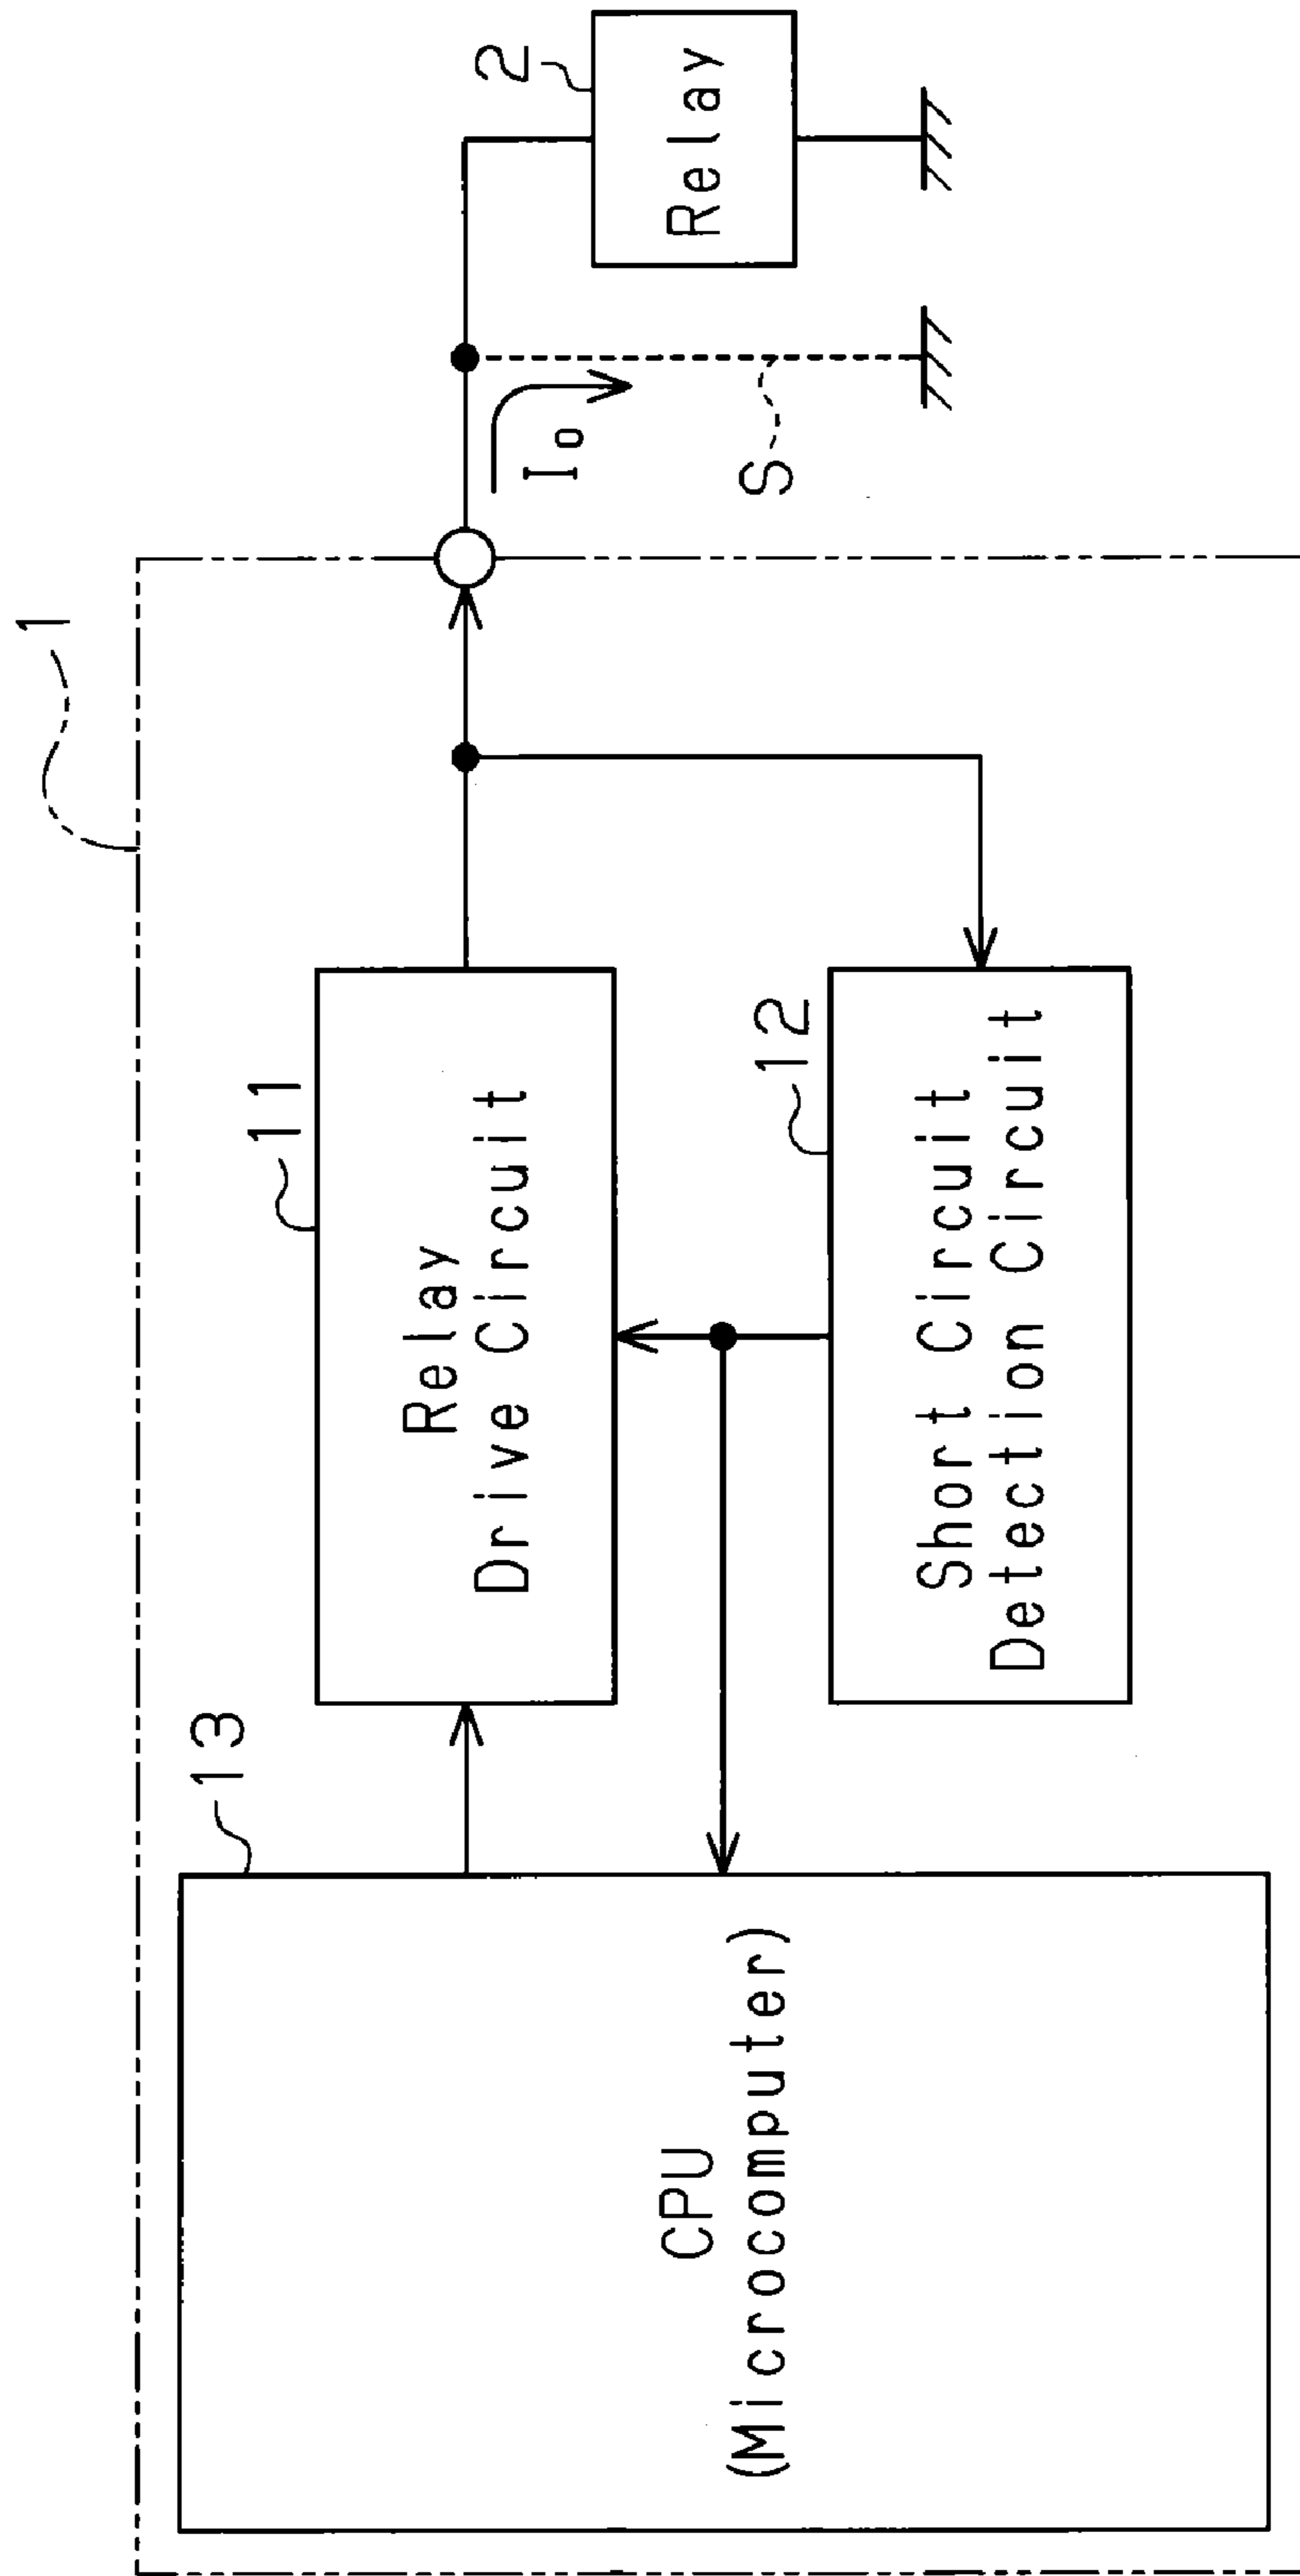 1
13
11
2
CPU
(Microcomputer)
Relay
Drive Circuit
12
Short Circuit
Detection Circuit
Io
S
Relay